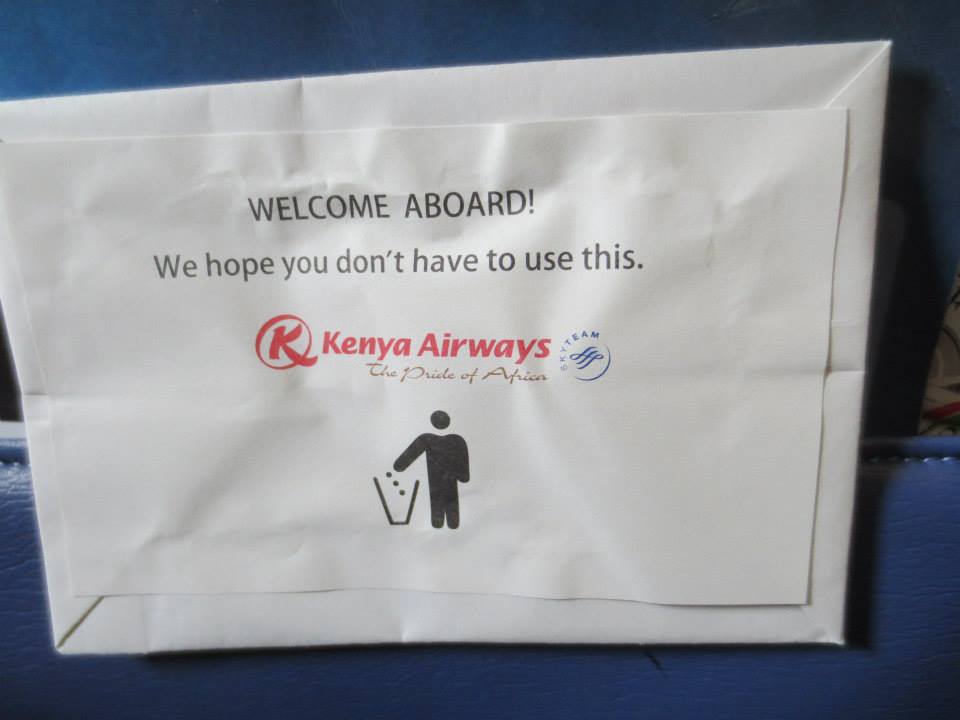 WELCOME ABOARD!
We hope you don't have to use this.
Kenya Airways SKYTEAM
The Pride of Africa